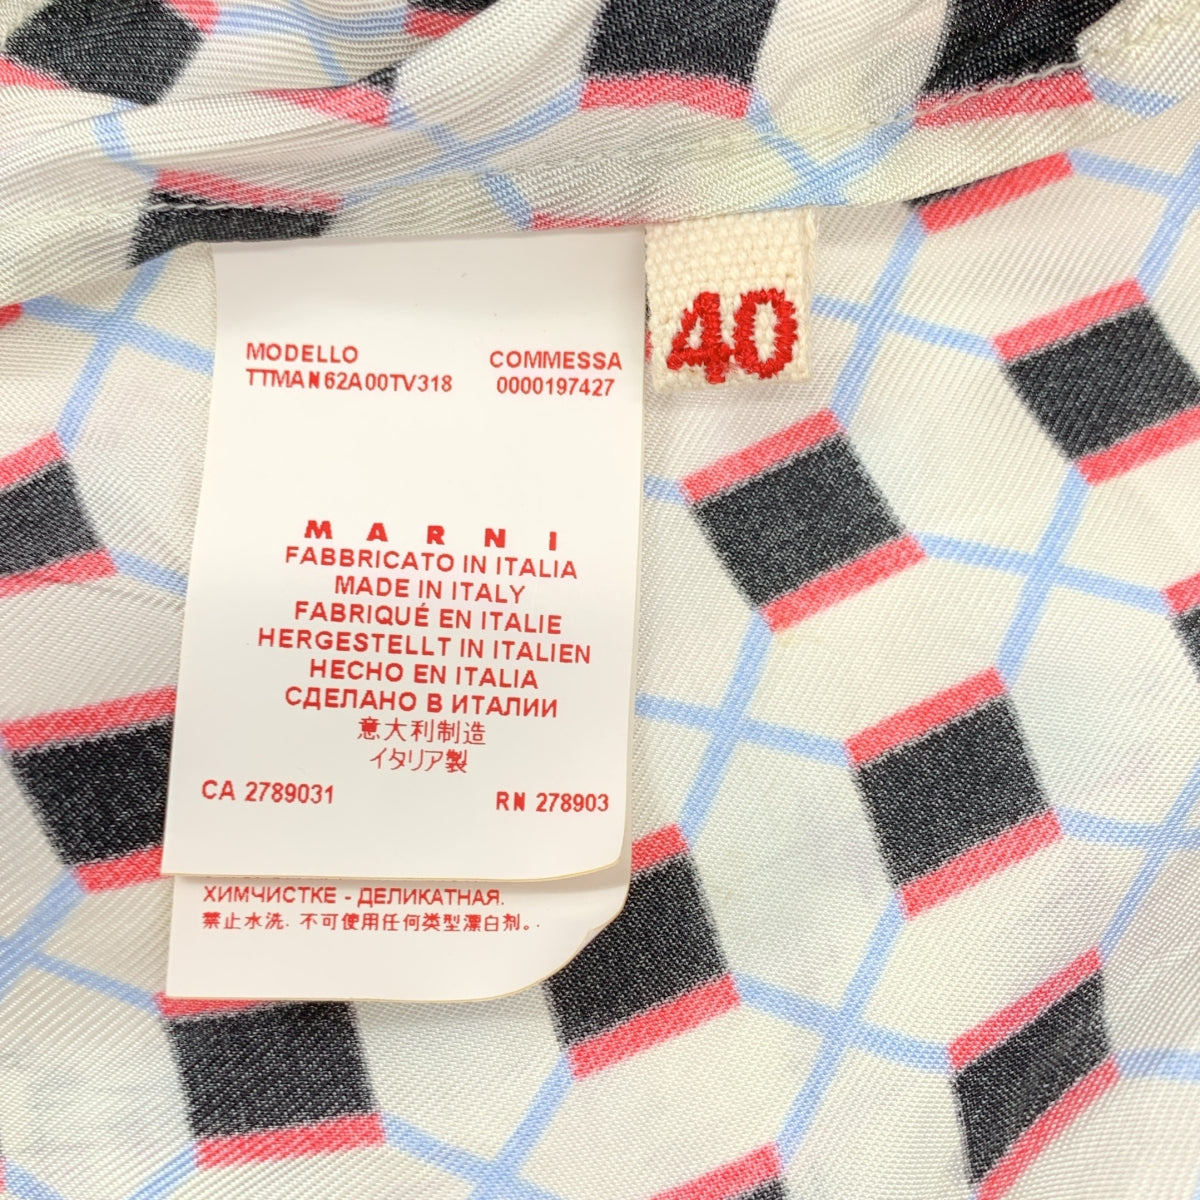 MODELLO
TTMAN62A00TV318
COMMESSA
0000197427
40
MARNI
FABBRICATO IN ITALIA
MADE IN ITALY
FABRIQUÉ EN ITALIE
HERGESTELLT IN ITALIEN
HECHO EN ITALIA
СДЕЛАНО В ИТАЛИИ
意大利制造
イタリア製
CA 2789031
RN 278903
ХИМЧИСТКЕ - ДЕЛИКАТНАЯ.
禁止水洗. 不可使用任何类型漂白剂。.